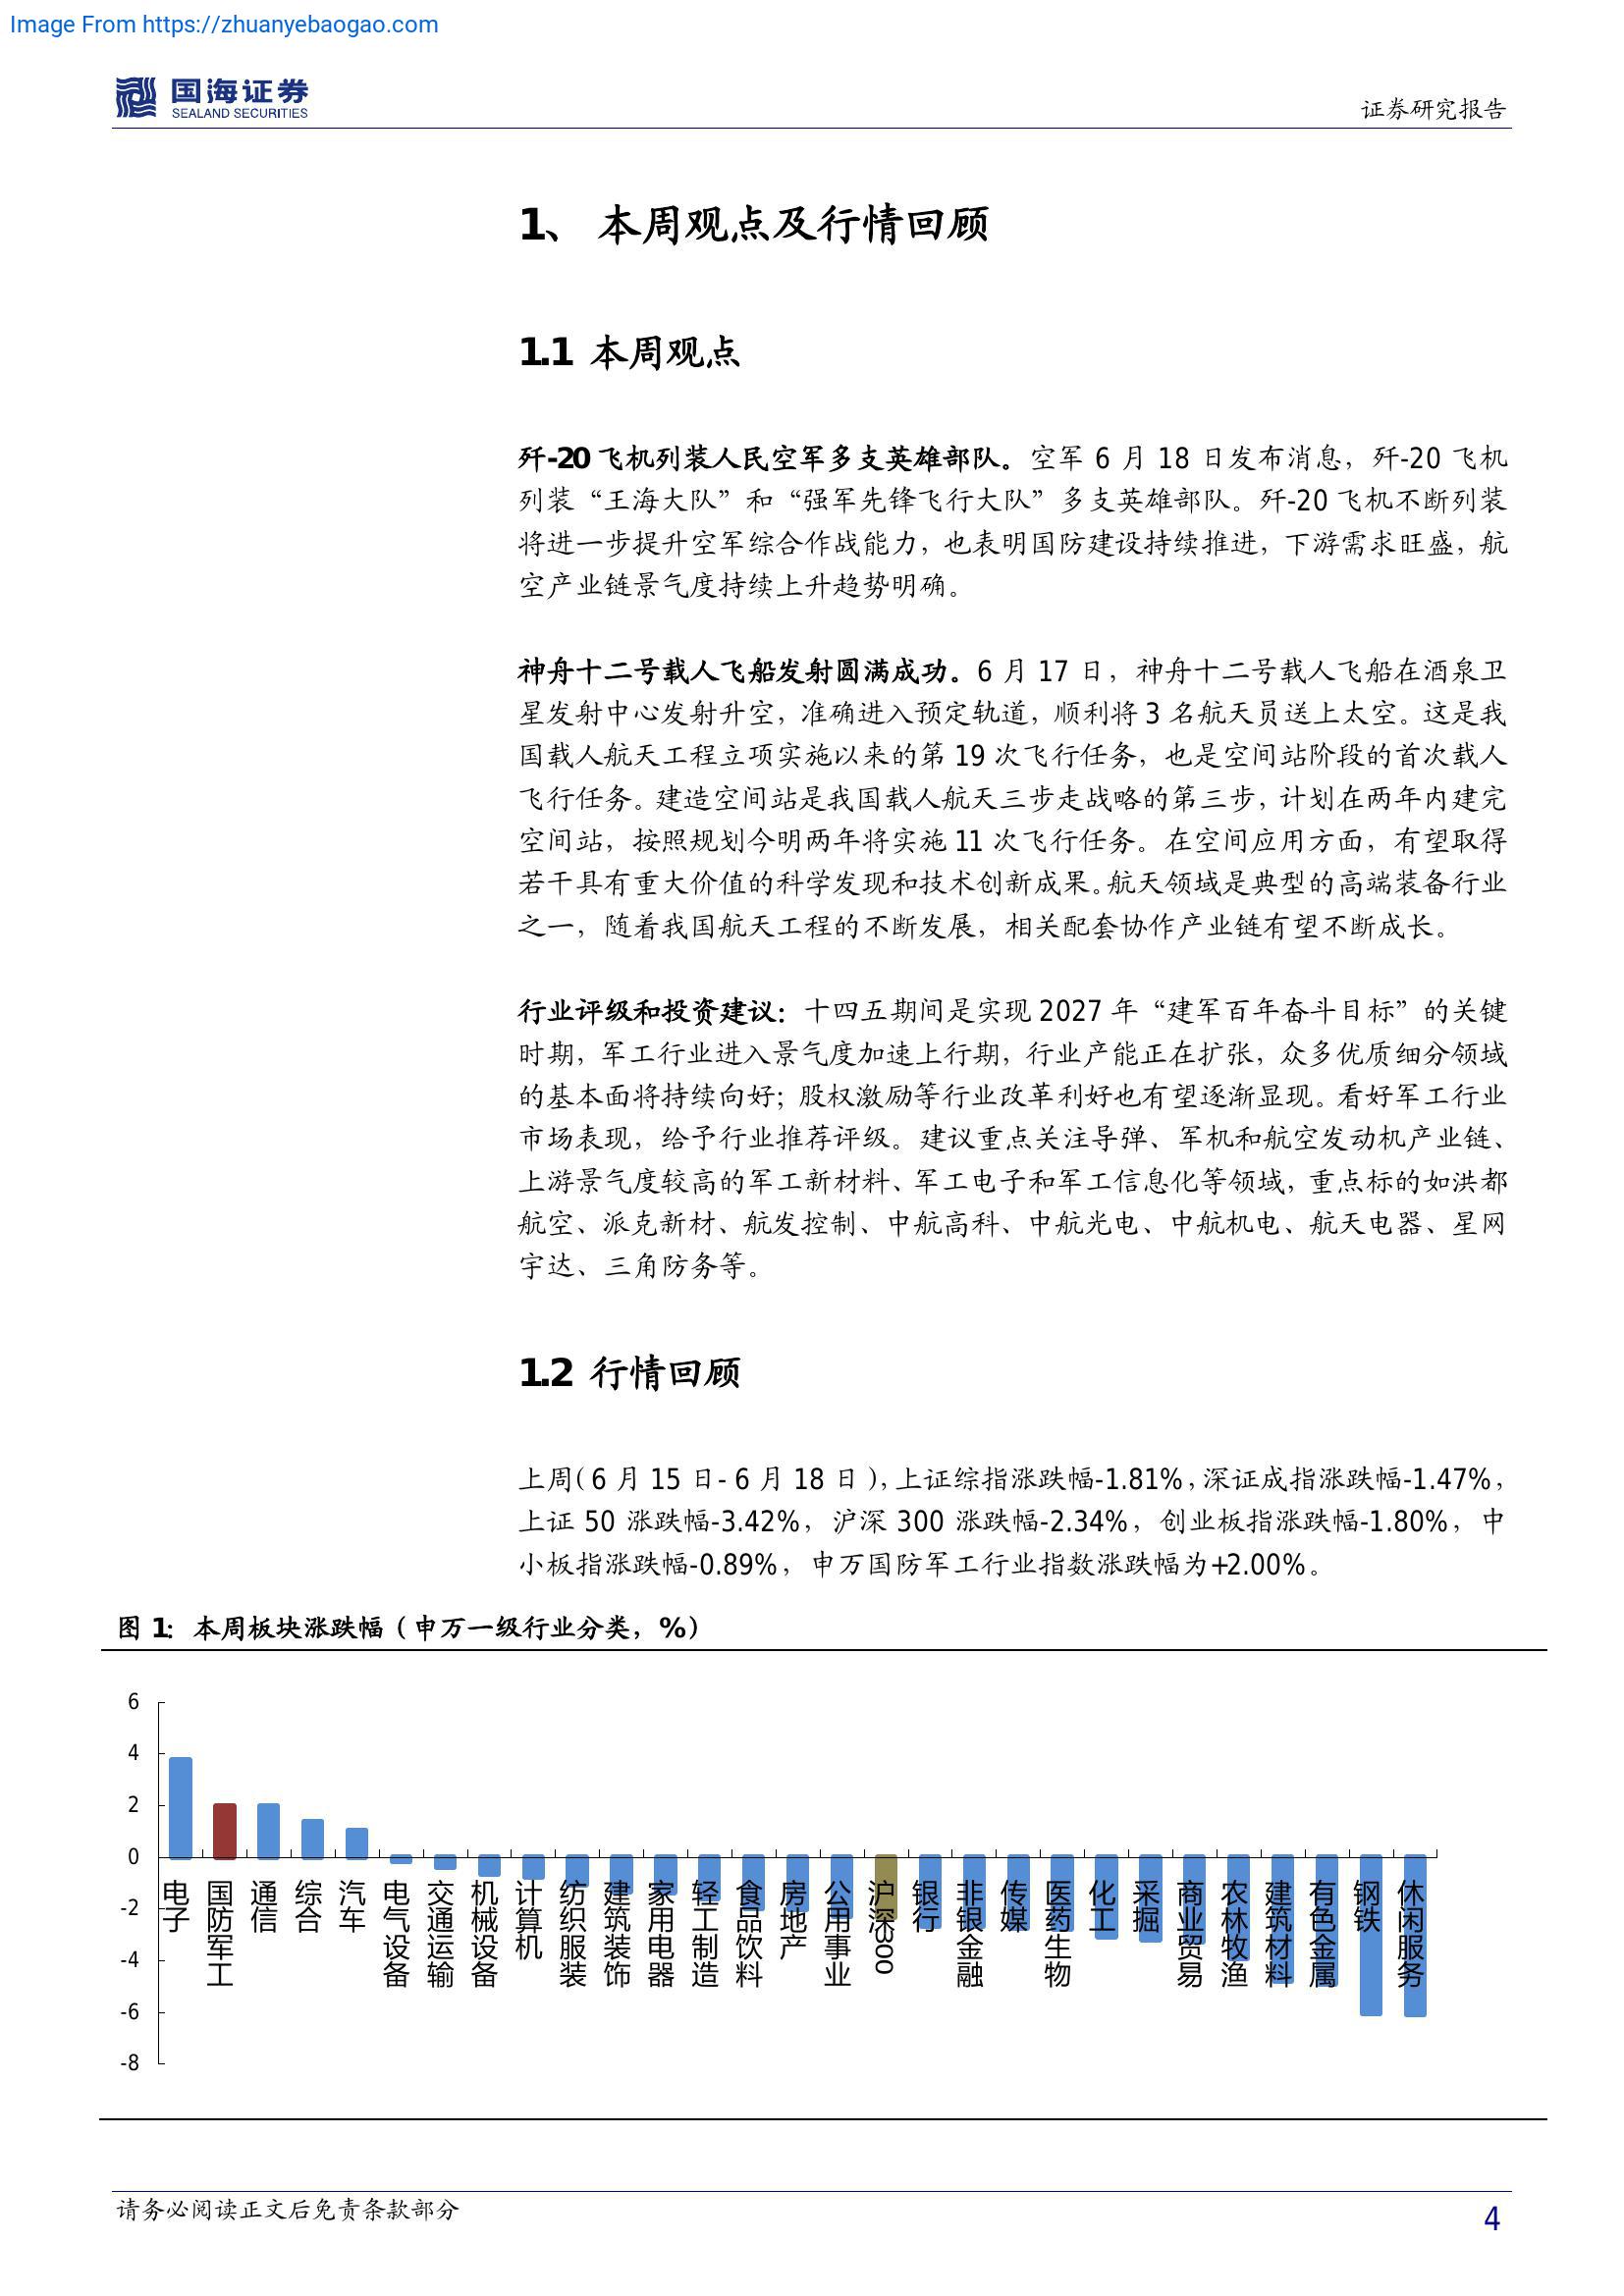 Image From https://zhuanyebaogao.com
国海证券
SEALAND SECURITIES
证券研究报告
1、 本周观点及行情回顾
1.1 本周观点
歼-20 飞机列装人民空军多支英雄部队。空军 6 月 18 日发布消息，歼-20 飞机
列装“王海大队”和“强军先锋飞行大队”多支英雄部队。歼-20 飞机不断列装
将进一步提升空军综合作战能力，也表明国防建设持续推进，下游需求旺盛，航
空产业链景气度持续上升趋势明确。
神舟十二号载人飞船发射圆满成功。6 月 17 日，神舟十二号载人飞船在酒泉卫
星发射中心发射升空，准确进入预定轨道，顺利将 3 名航天员送上太空。这是我
国载人航天工程立项实施以来的第 19 次飞行任务，也是空间站阶段的首次载人
飞行任务。建造空间站是我国载人航天三步走战略的第三步，计划在两年内建完
空间站，按照规划今明两年将实施 11 次飞行任务。在空间应用方面，有望取得
若干具有重大价值的科学发现和技术创新成果。航天领域是典型的高端装备行业
之一，随着我国航天工程的不断发展，相关配套协作产业链有望不断成长。
行业评级和投资建议：十四五期间是实现 2027 年“建军百年奋斗目标”的关键
时期，军工行业进入景气度加速上行期，行业产能正在扩张，众多优质细分领域
的基本面将持续向好；股权激励等行业改革利好也有望逐渐显现。看好军工行业
市场表现，给予行业推荐评级。建议重点关注导弹、军机和航空发动机产业链、
上游景气度较高的军工新材料、军工电子和军工信息化等领域，重点标的如洪都
航空、派克新材、航发控制、中航高科、中航光电、中航机电、航天电器、星网
宇达、三角防务等。
1.2 行情回顾
上周（6 月 15 日- 6 月 18 日），上证综指涨跌幅-1.81%，深证成指涨跌幅-1.47%，
上证 50 涨跌幅-3.42%，沪深 300 涨跌幅-2.34%，创业板指涨跌幅-1.80%，中
小板指涨跌幅-0.89%，申万国防军工行业指数涨跌幅为+2.00%。
图 1：本周板块涨跌幅（申万一级行业分类，%）
6
4
2
0
-2
-4
-6
-8
电子
国防军工
通信
综合
汽车
电气设备
交通运输
机械设备
计算机
纺织服装
建筑装饰
家用电器
轻工制造
食品饮料
房地产
公用事业
沪深300
银行
非银金融
传媒
医药生物
化工
采掘
商业贸易
农林牧渔
建筑材料
有色金属
钢铁
休闲服务
请务必阅读正文后免责条款部分
4